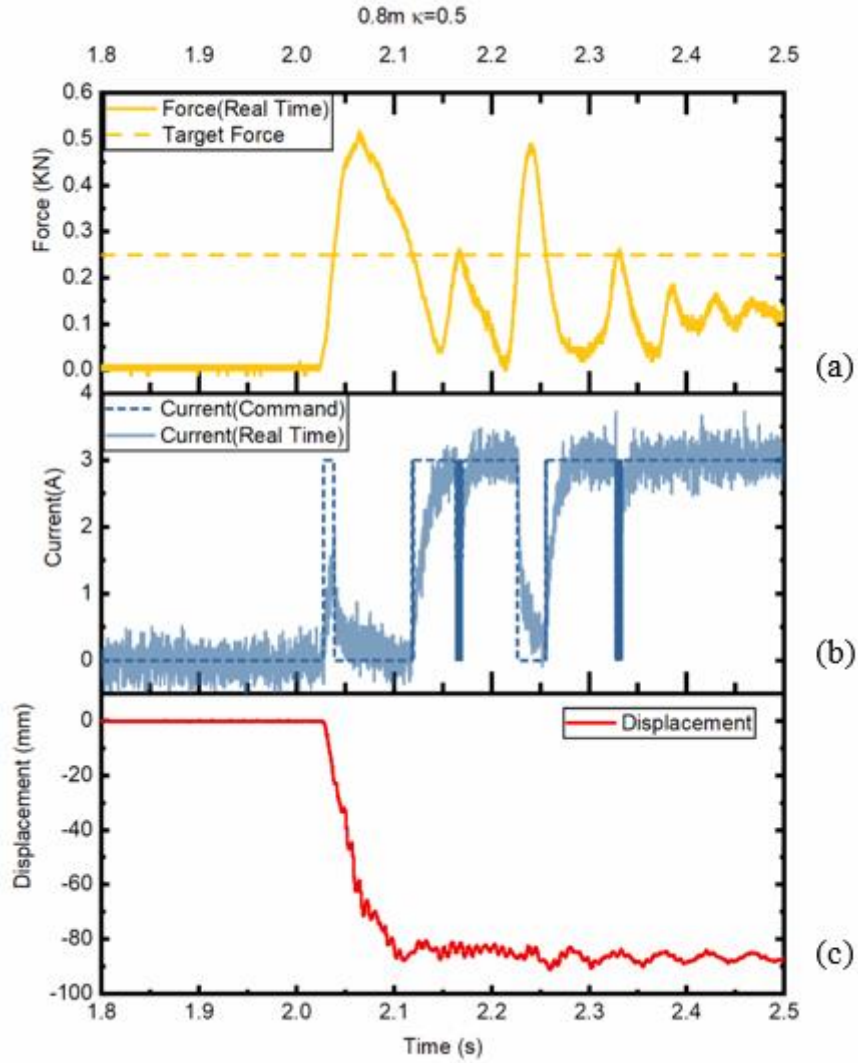 0.8m κ=0.5
1.8 1.9 2.0 2.1 2.2 2.3 2.4 2.5
0.6
0.5
0.4
0.3
0.2
0.1
0.0
Force (KN)
Force(Real Time)
Target Force
(a)
4
3
2
1
0
Current(A)
Current(Command)
Current(Real Time)
(b)
0
-20
-40
-60
-80
-100
Displacement (mm)
Displacement
(c)
1.8 1.9 2.0 2.1 2.2 2.3 2.4 2.5
Time (s)